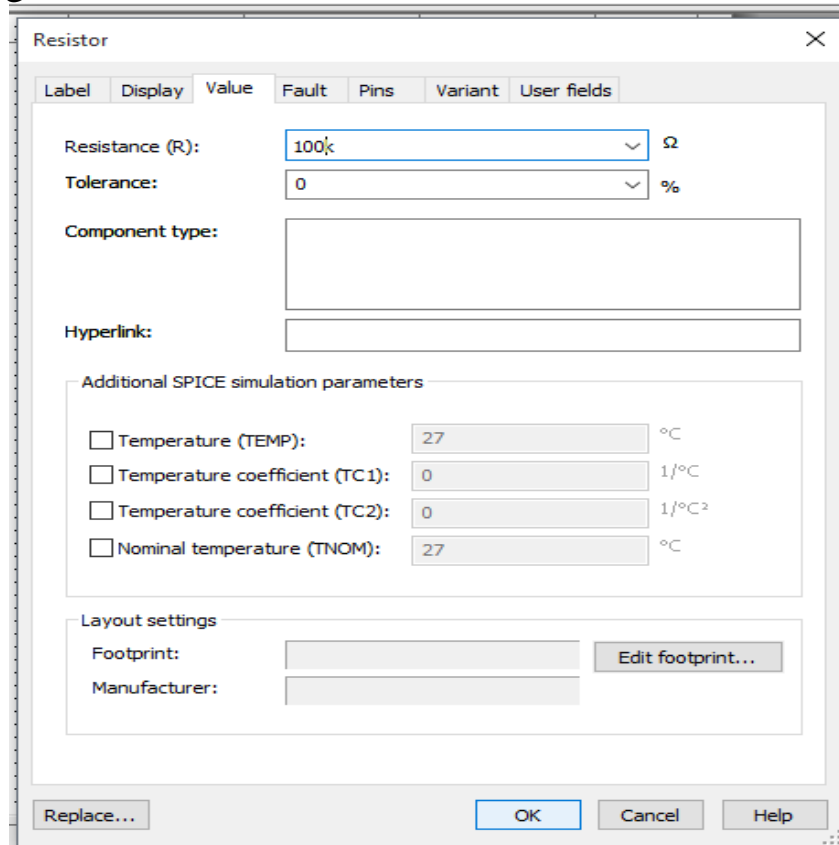 Resistor
Label Display Value Fault Pins Variant User fields
Resistance (R): 100k Ω
Tolerance: 0 %
Component type:
Hyperlink:
Additional SPICE simulation parameters
Temperature (TEMP): 27 °C
Temperature coefficient (TC1): 0 1/°C
Temperature coefficient (TC2): 0 1/°C²
Nominal temperature (TNOM): 27 °C
Layout settings
Footprint: Edit footprint...
Manufacturer:
Replace... OK Cancel Help